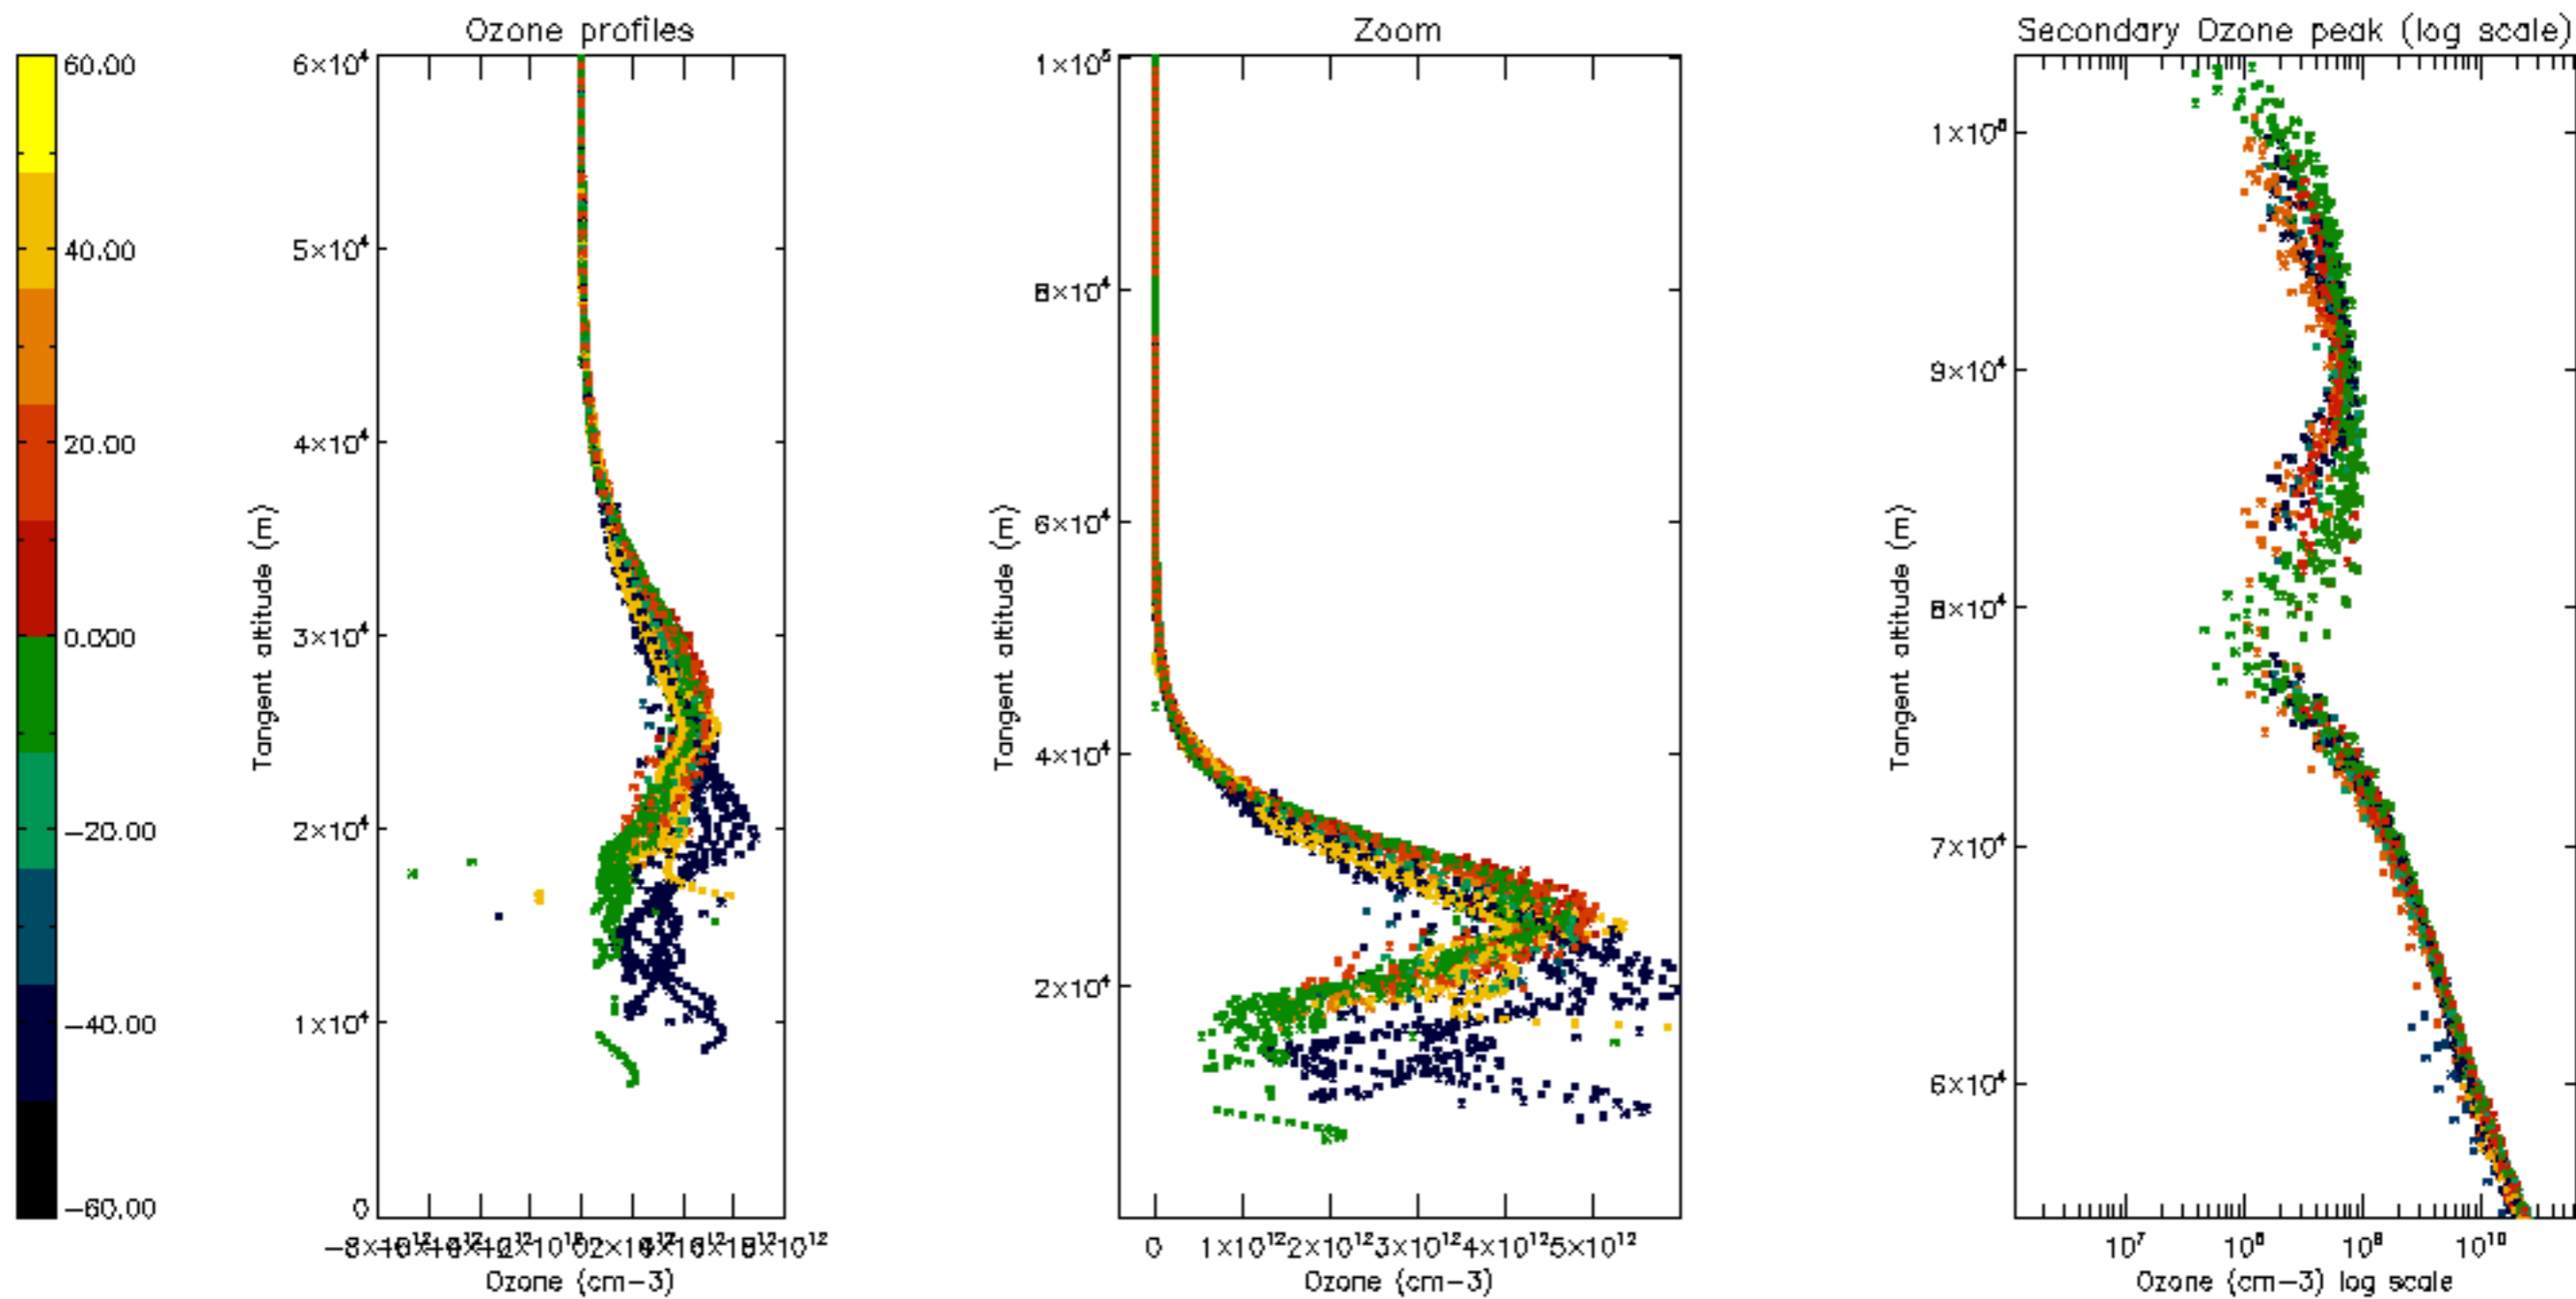 Ozone profiles
Zoom
Secondary Ozone peak (log scale)
60.00
40.00
20.00
0.000
−20.00
−40.00
−60.00
Tangent altitude (m)
6×10⁴
5×10⁴
4×10⁴
3×10⁴
2×10⁴
1×10⁴
0
Ozone (cm−3)
Tangent altitude (m)
1×10⁵
8×10⁴
6×10⁴
4×10⁴
2×10⁴
0 1×10¹² 2×10¹² 3×10¹² 4×10¹² 5×10¹²
Ozone (cm−3)
Tangent altitude (m)
9×10⁴
8×10⁴
7×10⁴
6×10⁴
10⁷ 10⁸ 10⁹ 10¹⁰
Ozone (cm−3) log scale